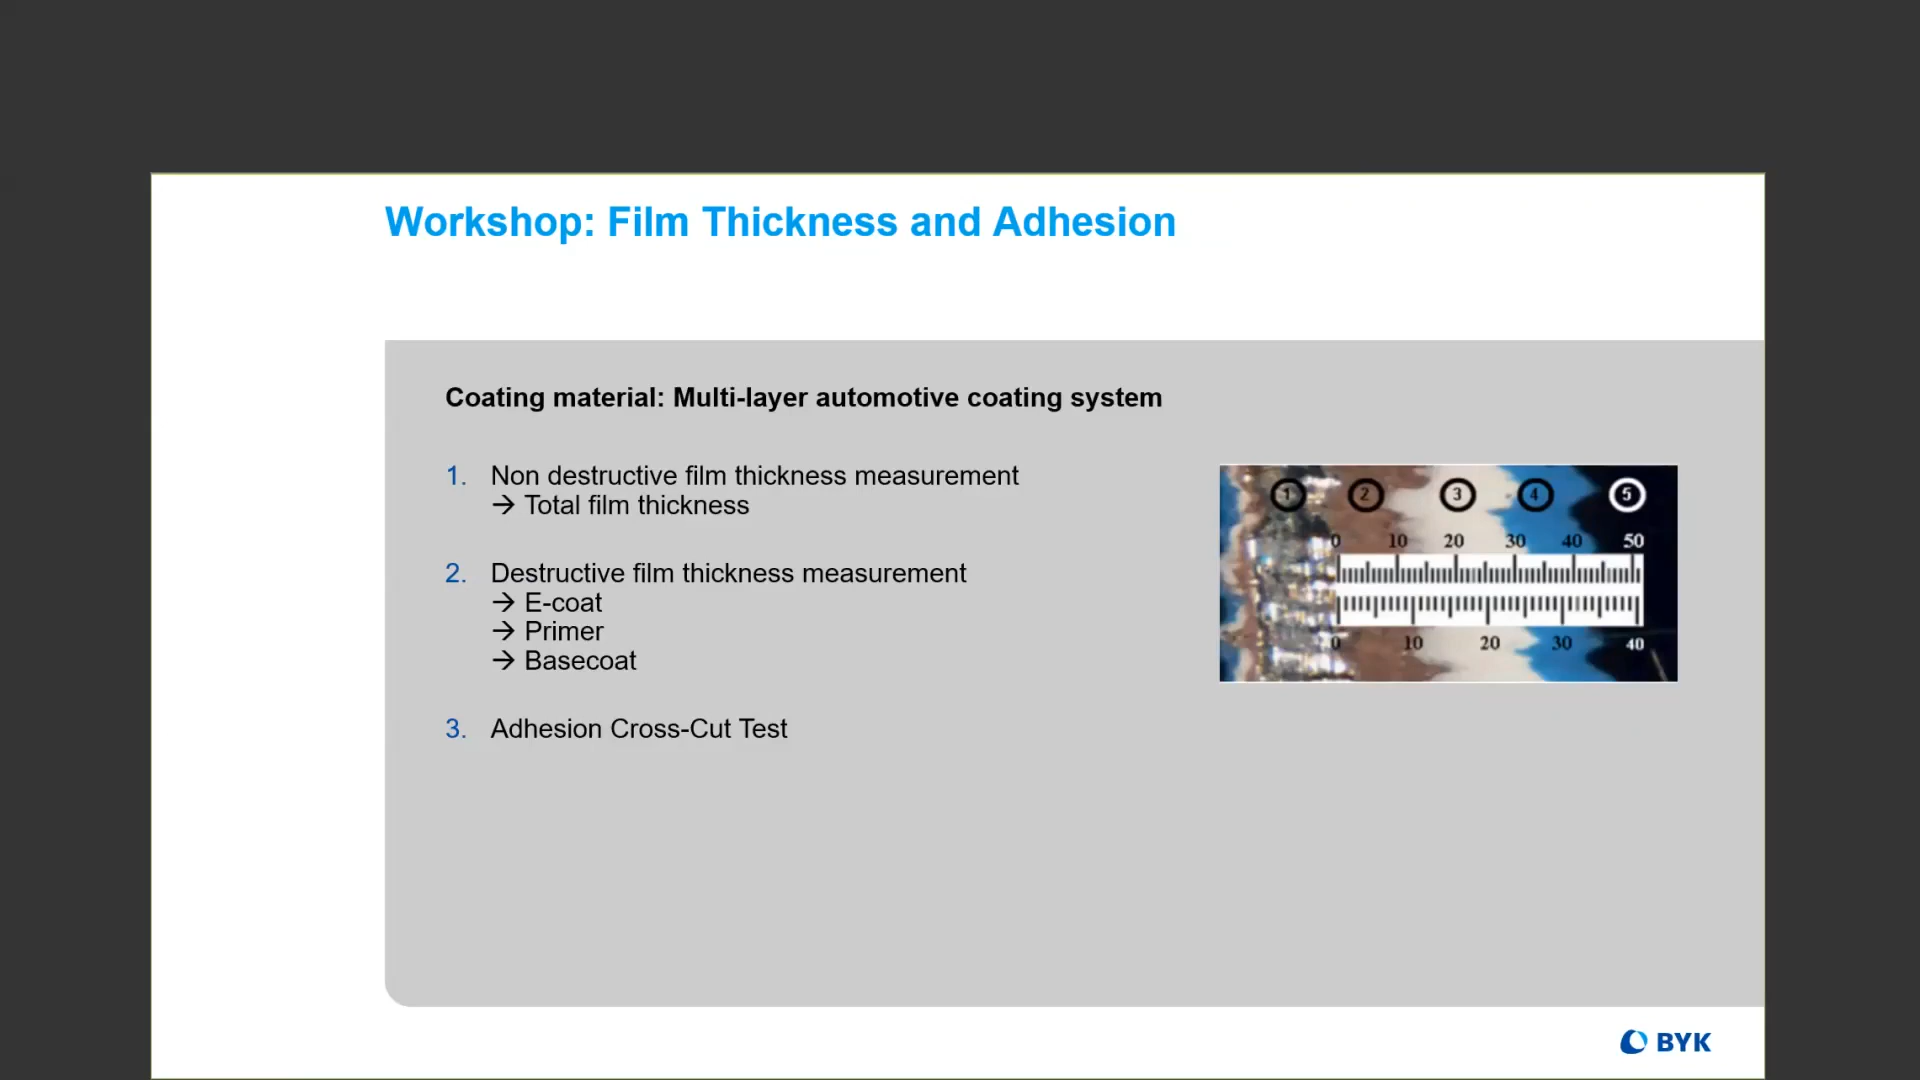 Workshop: Film Thickness and Adhesion
Coating material: Multi-layer automotive coating system
1. Non destructive film thickness measurement
→ Total film thickness
2. Destructive film thickness measurement
→ E-coat
→ Primer
→ Basecoat
3. Adhesion Cross-Cut Test
1 2 3 4 5
0 10 20 30 40 50
0 10 20 30 40
BYK